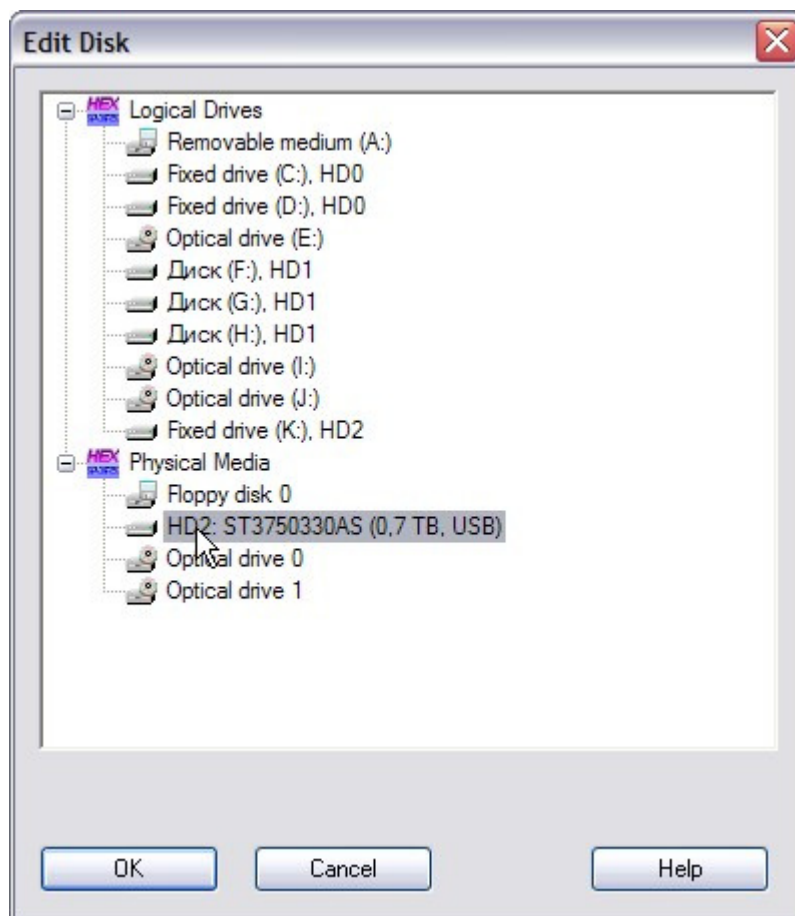 Edit Disk
HEX
Logical Drives
Removable medium (A:)
Fixed drive (C:), HD0
Fixed drive (D:), HD0
Optical drive (E:)
Диск (F:), HD1
Диск (G:), HD1
Диск (H:), HD1
Optical drive (I:)
Optical drive (J:)
Fixed drive (K:), HD2
HEX
Physical Media
Floppy disk 0
HD2: ST3750330AS (0,7 TB, USB)
Optical drive 0
Optical drive 1
OK
Cancel
Help